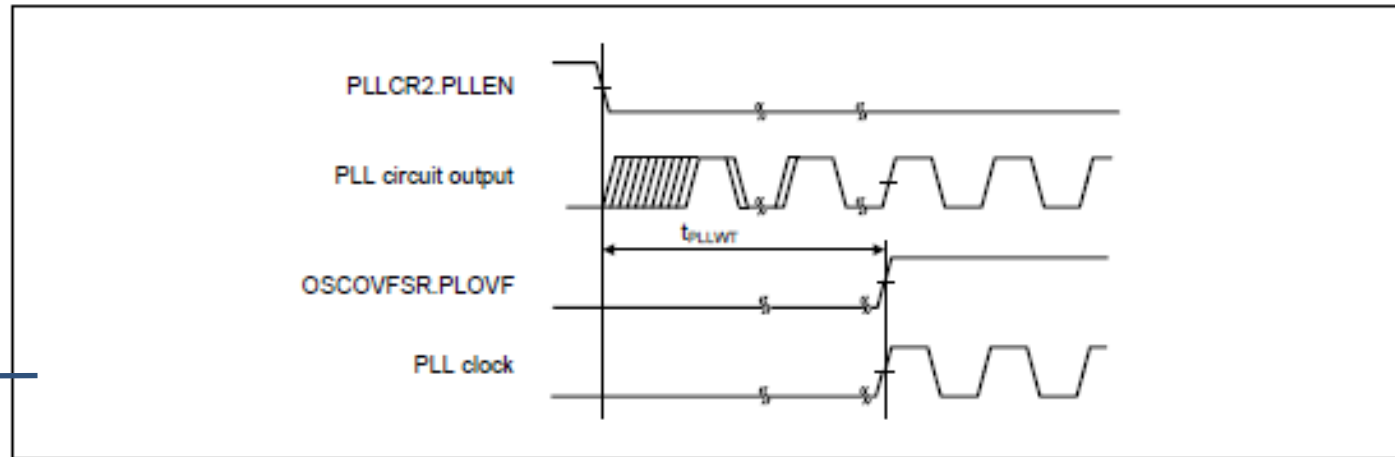 PLLCR2.PLLEN
PLL circuit output
tPLLWT
OSCOVFSR.PLOVF
PLL clock